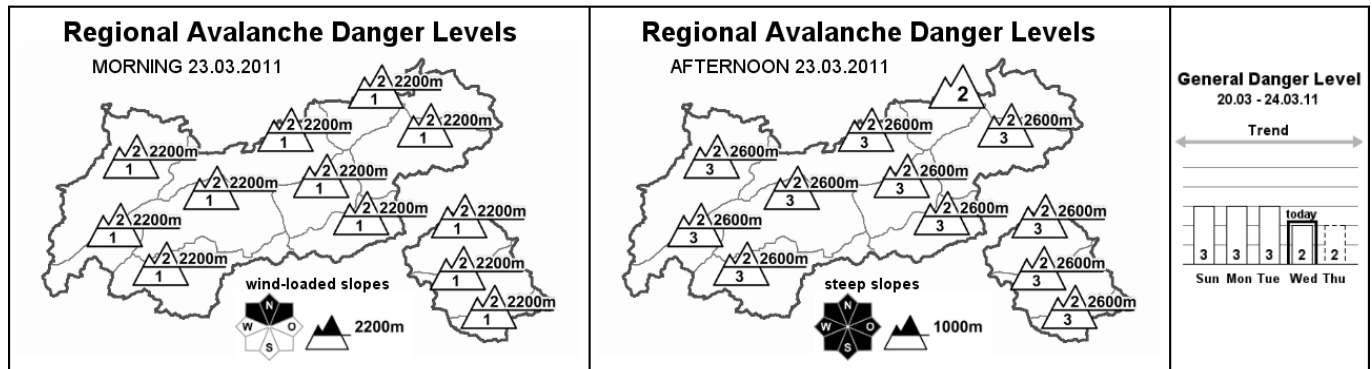 Regional Avalanche Danger Levels
MORNING 23.03.2011
2 2200m
1
2 2200m
1
2 2200m
1
2 2200m
1
2 2200m
1
2 2200m
1
2 2200m
1
2 2200m
1
2 2200m
1
2 2200m
1
2 2200m
1
2 2200m
1
wind-loaded slopes
N
W O
S
2200m
Regional Avalanche Danger Levels
AFTERNOON 23.03.2011
2
2 2600m
3
2 2600m
3
2 2600m
3
2 2600m
3
2 2600m
3
2 2600m
3
2 2600m
3
2 2600m
3
2 2600m
3
2 2600m
3
2 2600m
3
steep slopes
N
W O
S
1000m
General Danger Level
20.03 - 24.03.11
Trend
today
3 3 3 2 2
Sun Mon Tue Wed Thu